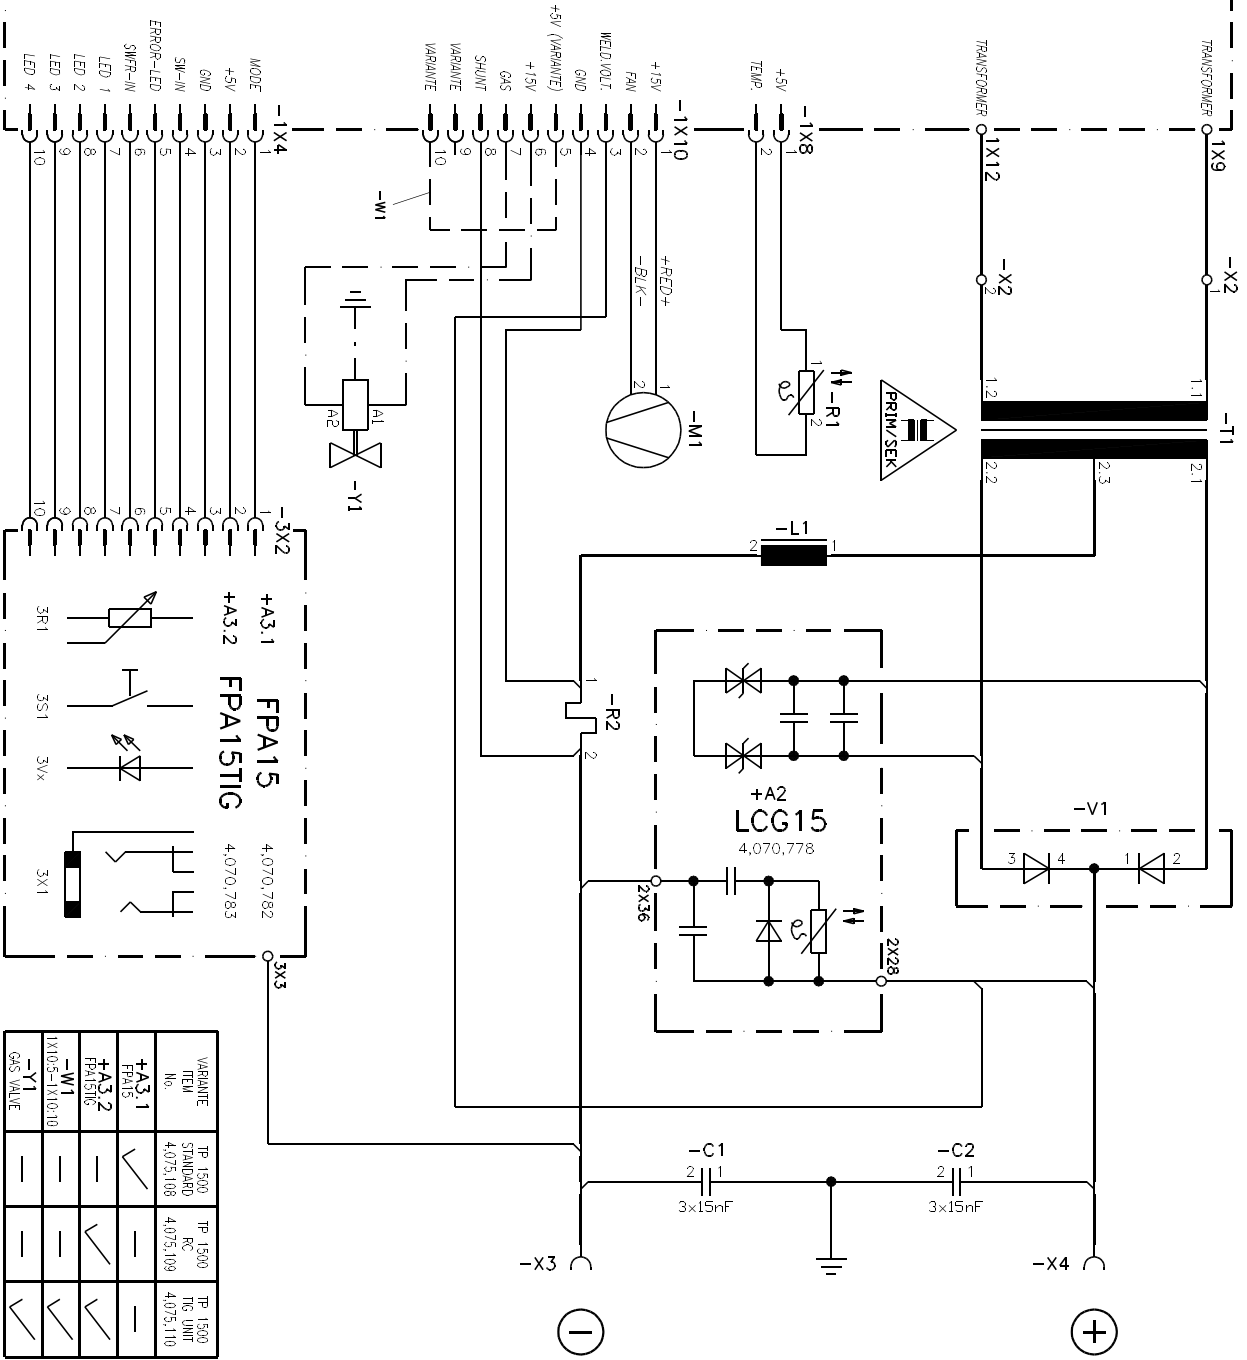 LED 4
LED 3
LED 2
LED 1
SWFR-IN
ERROR-LED
SW-IN
GND
+5V
MODE
-1X4
10
9
8
7
6
5
4
3
2
1
VARIANTE
VARIANTE
SHUNT
GAS
+15V
+5V (VARIANTE)
GND
WELD.VOLT.
FAN
+15V
-1X10
10
9
8
7
6
5
4
3
2
1
TEMP.
+5V
-1X8
2
1
TRANSFORMER
1X12
TRANSFORMER
1X9
-W1
-X2
2
-X2
1
-BLK-
+RED+
2
1
-M1
1
-R1
2
A1
A2
-Y1
PRIM/SEK
1.2
1.1
-T1
2.2
2.3
2.1
-L1
2
1
10
9
8
7
6
5
4
3
2
1
-3X2
+A3.1
FPA15
4,070,782
+A3.2
FPA15TIG
4,070,783
3R1
3S1
3Vx
3X1
3X3
1
-R2
2
+A2
LCG15
4,070,778
2X36
2X28
-V1
3
4
1
2
-C1
2
1
3x15nF
-C2
2
1
3x15nF
-X3
-X4
−
+
VARIANTE
ITEM
No.
TP 1500
STANDARD
4,075,108
TP 1500
RC
4,075,109
TP 1500
TIG UNIT
4,075,110
+A3.1
FPA15
+A3.2
FPA15TIG
-W1
1X10:5-1X10:10
-Y1
GAS VALVE